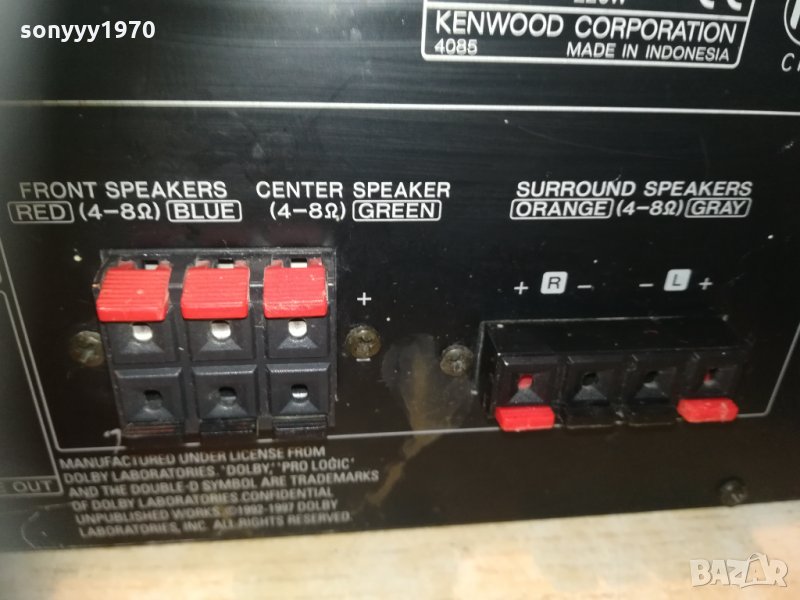 sonyyy1970
KENWOOD CORPORATION
4085 MADE IN INDONESIA
FRONT SPEAKERS
RED (4-8Ω) BLUE
CENTER SPEAKER
(4-8Ω) GREEN
SURROUND SPEAKERS
ORANGE (4-8Ω) GRAY
+ R - - L +
+
MANUFACTURED UNDER LICENSE FROM
DOLBY LABORATORIES. "DOLBY," "PRO LOGIC"
AND THE DOUBLE-D SYMBOL ARE TRADEMARKS
OF DOLBY LABORATORIES. CONFIDENTIAL
UNPUBLISHED WORKS. ©1992-1997 DOLBY
LABORATORIES, INC. ALL RIGHTS RESERVED.
OUT
BAZAR